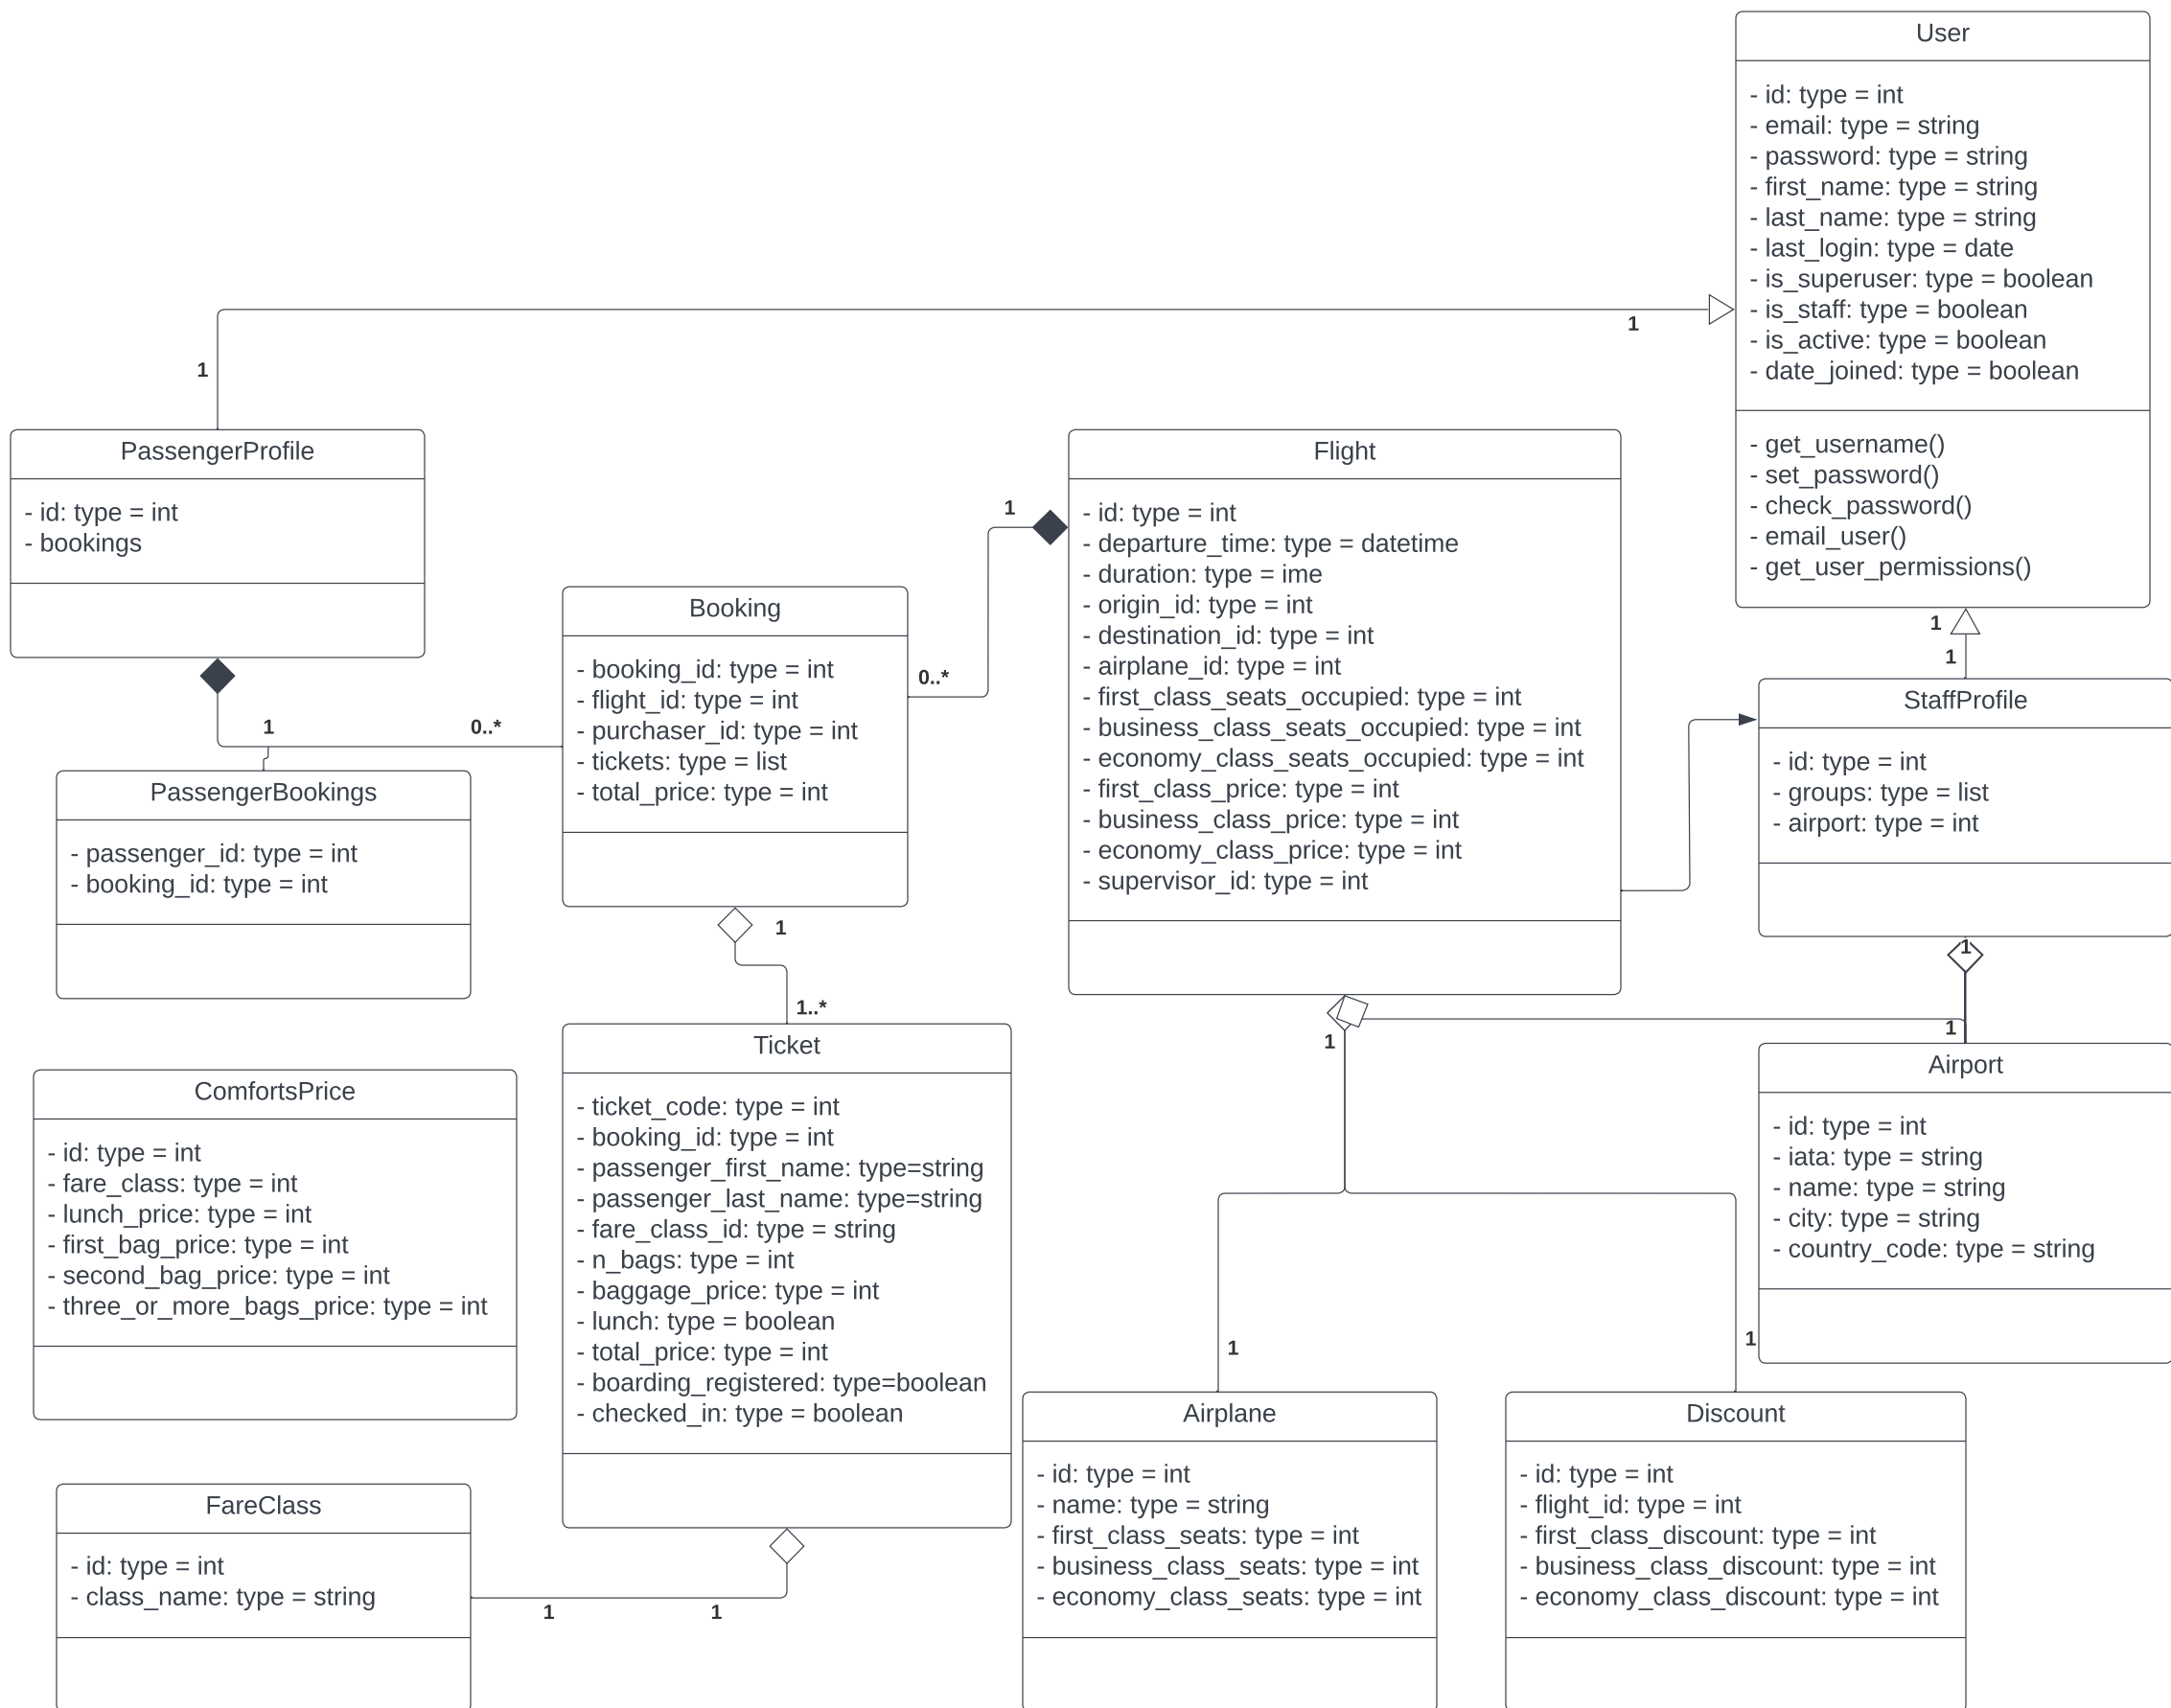 User
- id: type = int
- email: type = string
- password: type = string
- first_name: type = string
- last_name: type = string
- last_login: type = date
- is_superuser: type = boolean
- is_staff: type = boolean
- is_active: type = boolean
- date_joined: type = boolean
- get_username()
- set_password()
- check_password()
- email_user()
- get_user_permissions()
1
1
PassengerProfile
- id: type = int
- bookings
1
0..*
PassengerBookings
- passenger_id: type = int
- booking_id: type = int
Booking
- booking_id: type = int
- flight_id: type = int
- purchaser_id: type = int
- tickets: type = list
- total_price: type = int
1
0..*
Flight
- id: type = int
- departure_time: type = datetime
- duration: type = ime
- origin_id: type = int
- destination_id: type = int
- airplane_id: type = int
- first_class_seats_occupied: type = int
- business_class_seats_occupied: type = int
- economy_class_seats_occupied: type = int
- first_class_price: type = int
- business_class_price: type = int
- economy_class_price: type = int
- supervisor_id: type = int
1
1
StaffProfile
- id: type = int
- groups: type = list
- airport: type = int
1
1
1
1..*
Ticket
- ticket_code: type = int
- booking_id: type = int
- passenger_first_name: type=string
- passenger_last_name: type=string
- fare_class_id: type = string
- n_bags: type = int
- baggage_price: type = int
- lunch: type = boolean
- total_price: type = int
- boarding_registered: type=boolean
- checked_in: type = boolean
ComfortsPrice
- id: type = int
- fare_class: type = int
- lunch_price: type = int
- first_bag_price: type = int
- second_bag_price: type = int
- three_or_more_bags_price: type = int
1
Airport
- id: type = int
- iata: type = string
- name: type = string
- city: type = string
- country_code: type = string
1
1
FareClass
- id: type = int
- class_name: type = string
1
1
Airplane
- id: type = int
- name: type = string
- first_class_seats: type = int
- business_class_seats: type = int
- economy_class_seats: type = int
Discount
- id: type = int
- flight_id: type = int
- first_class_discount: type = int
- business_class_discount: type = int
- economy_class_discount: type = int